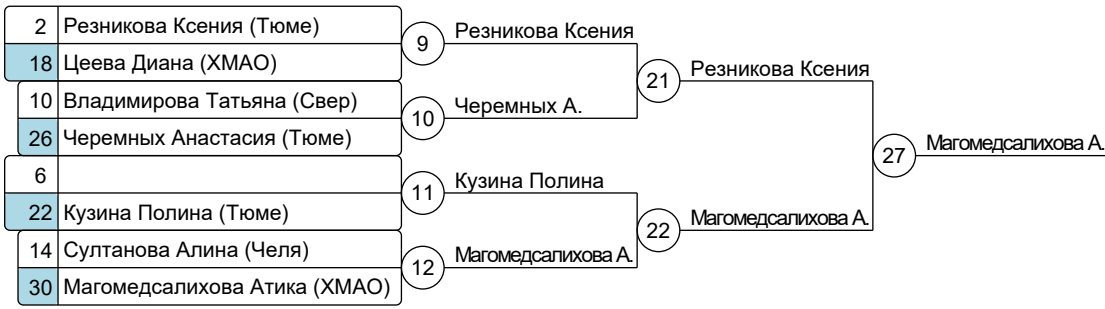 2 Резникова Ксения (Тюме)
18 Цеева Диана (ХМАО)
10 Владимирова Татьяна (Свер)
26 Черемных Анастасия (Тюме)
6
22 Кузина Полина (Тюме)
14 Султанова Алина (Челя)
30 Магомедсалихова Атика (ХМАО)
9 Резникова Ксения
10 Черемных А.
11 Кузина Полина
12 Магомедсалихова А.
21 Резникова Ксения
22 Магомедсалихова А.
27 Магомедсалихова А.